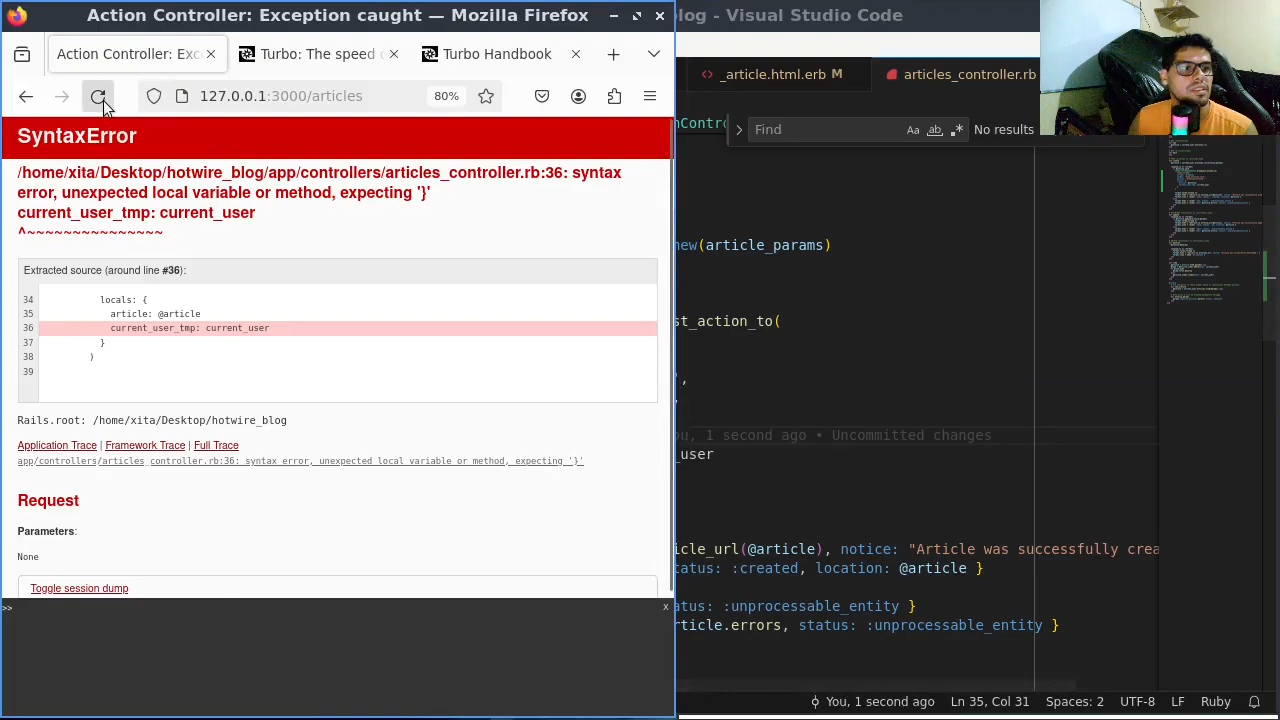 Action Controller: Exception caught — Mozilla Firefox
log - Visual Studio Code
Action Controller: Exc
Turbo: The speed
Turbo Handbook
_article.html.erb M
articles_controller.rb
127.0.0.1:3000/articles
80%
Find
Aa
ab
No results
SyntaxError
/home/xita/Desktop/hotwire_blog/app/controllers/articles_controller.rb:36: syntax
error, unexpected local variable or method, expecting '}'
current_user_tmp: current_user
^~~~~~~~~~~~~~~~
new(article_params)
Extracted source (around line #36):
34 locals: {
35 article: @article
36 current_user_tmp: current_user
37 }
38 )
39
st_action_to(
',
You, 1 second ago • Uncommitted changes
_user
Rails.root: /home/xita/Desktop/hotwire_blog
Application Trace | Framework Trace | Full Trace
app/controllers/articles controller.rb:36: syntax error, unexpected local variable or method, expecting '}'
Request
Parameters:
None
Toggle session dump
>>
x
icle_url(@article), notice: "Article was successfully crea
status: :created, location: @article }
atus: :unprocessable_entity }
rticle.errors, status: :unprocessable_entity }
You, 1 second ago
Ln 35, Col 31
Spaces: 2
UTF-8
LF
Ruby